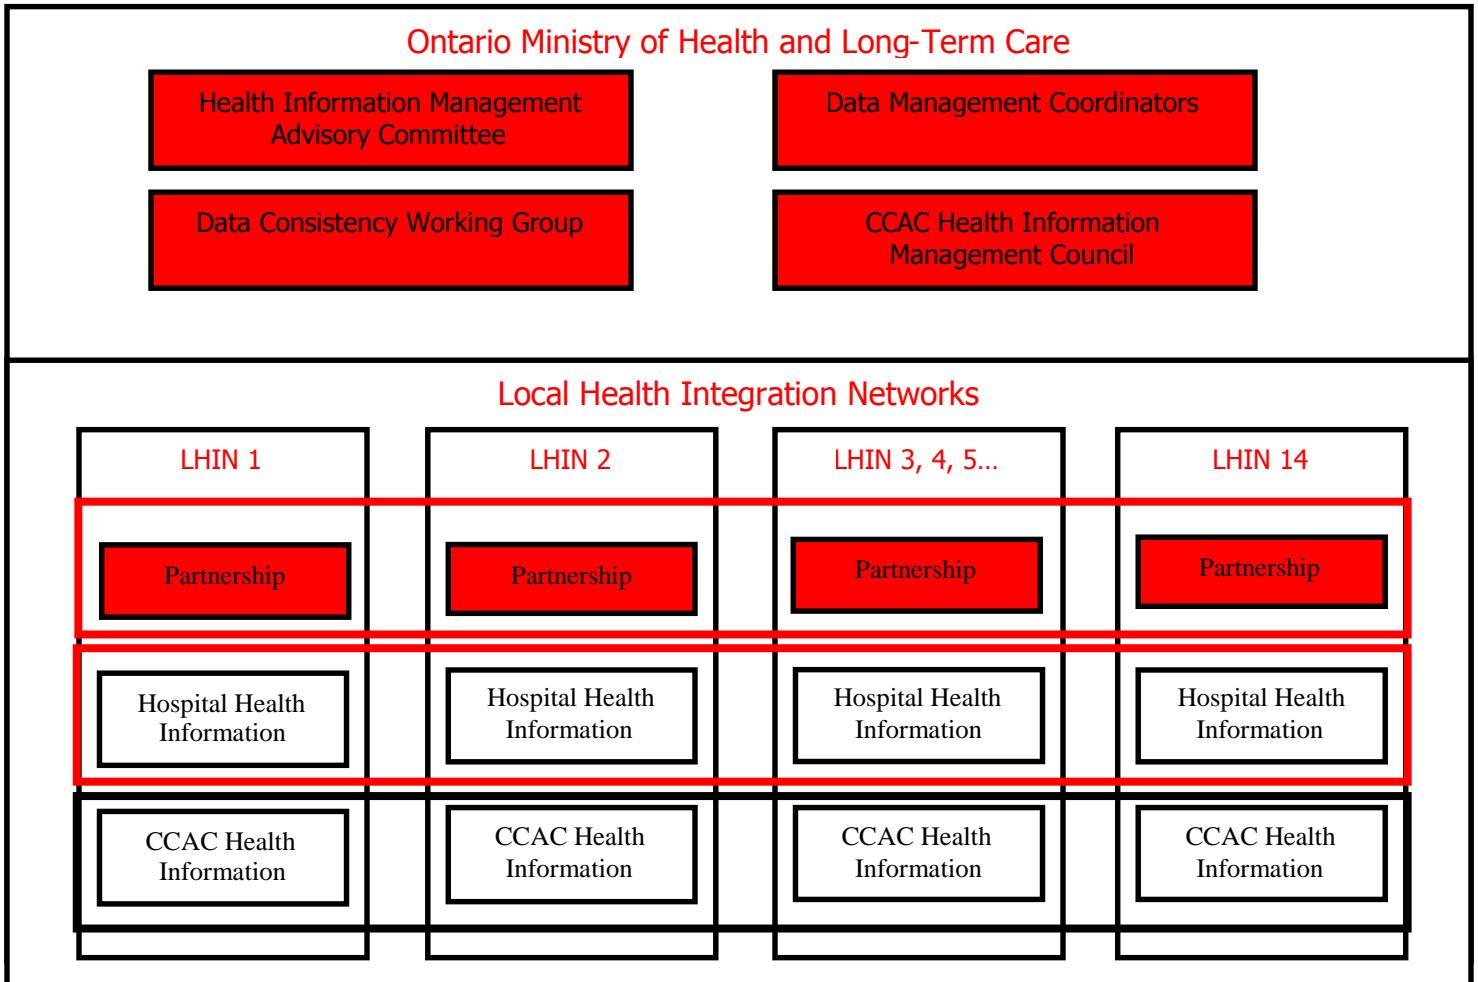 Ontario Ministry of Health and Long-Term Care
Health Information Management
Advisory Committee
Data Management Coordinators
Data Consistency Working Group
CCAC Health Information
Management Council
Local Health Integration Networks
LHIN 1
LHIN 2
LHIN 3, 4, 5…
LHIN 14
Partnership
Partnership
Partnership
Partnership
Hospital Health
Information
Hospital Health
Information
Hospital Health
Information
Hospital Health
Information
CCAC Health
Information
CCAC Health
Information
CCAC Health
Information
CCAC Health
Information